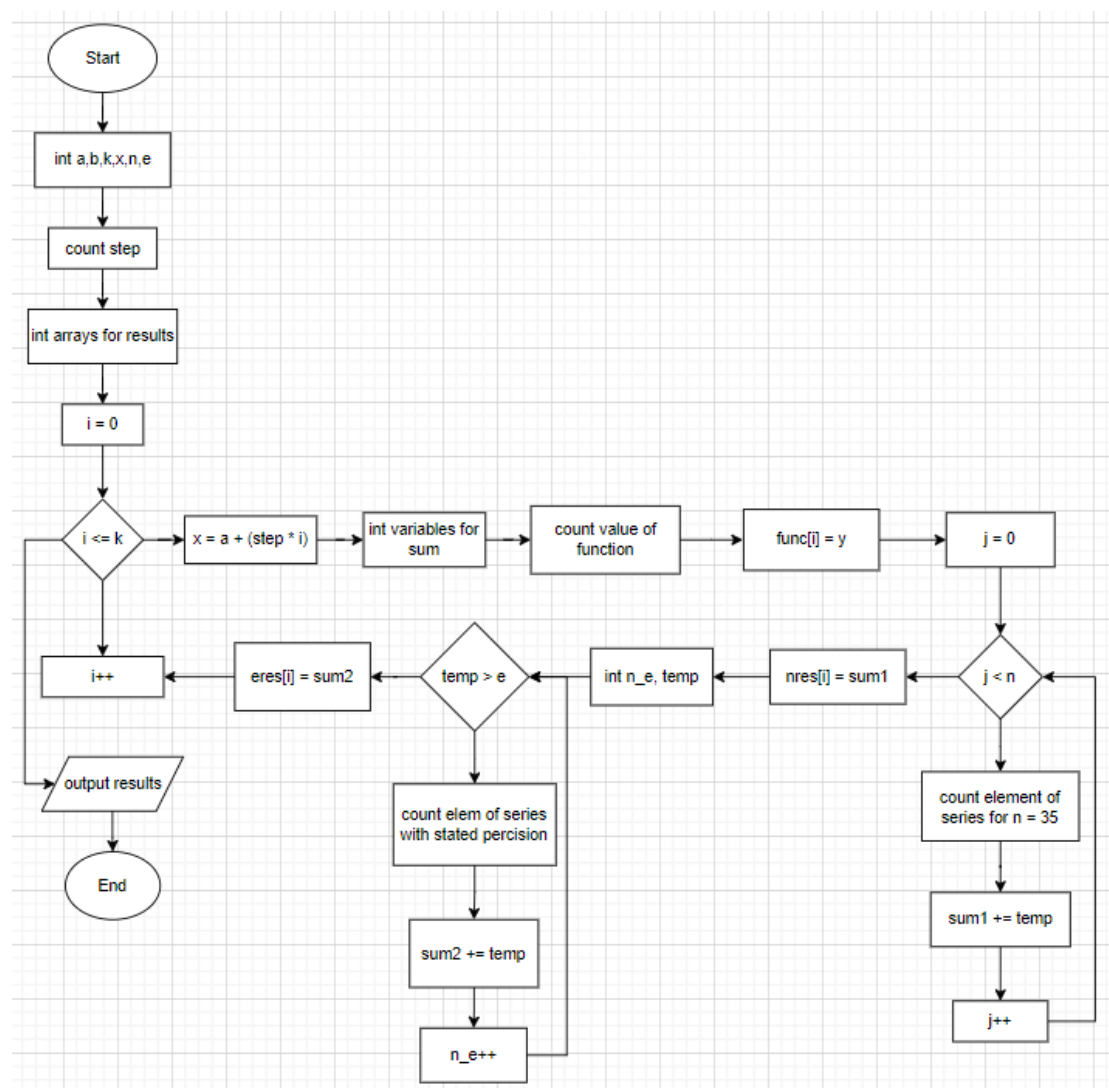 Start
int a,b,k,x,n,e
count step
int arrays for results
i = 0
i <= k
x = a + (step * i)
int variables for
sum
count value of
function
func[i] = y
j = 0
j < n
nres[i] = sum1
int n_e, temp
temp > e
eres[i] = sum2
i++
count element of
series for n = 35
sum1 += temp
j++
count elem of series
with stated percision
sum2 += temp
n_e++
output results
End